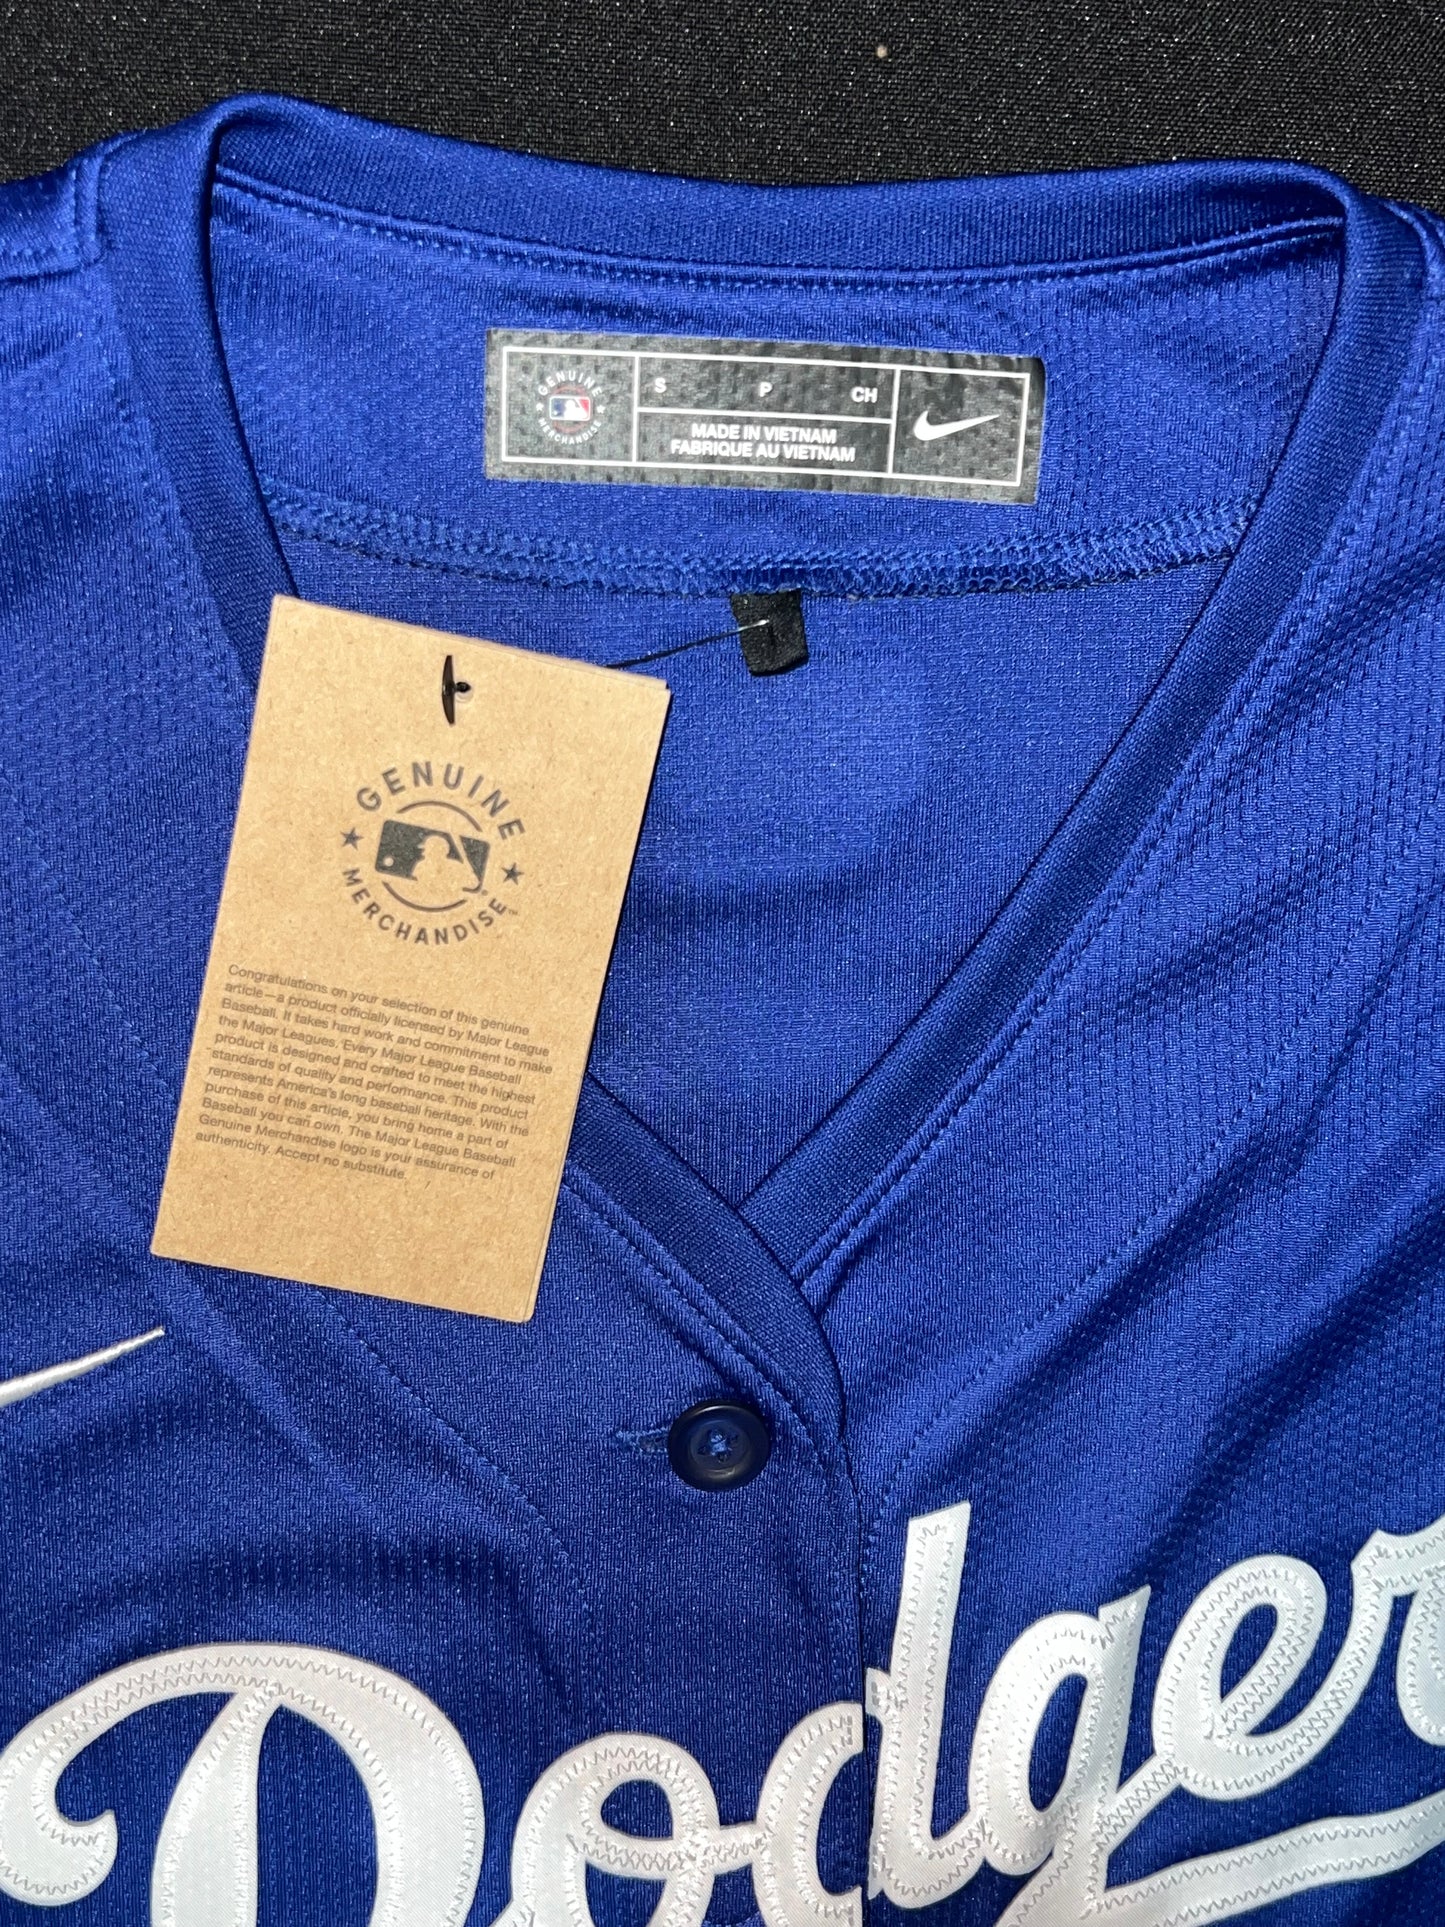 GENUINE
MERCHANDISE
S P CH
MADE IN VIETNAM
FABRIQUE AU VIETNAM
GENUINE
MERCHANDISE™
Congratulations on your selection of this genuine
article—a product officially licensed by Major League
Baseball. It takes hard work and commitment to make
the Major Leagues. Every Major League Baseball
product is designed and crafted to meet the highest
standards of quality and performance. This product
represents America's long baseball heritage. With the
purchase of this article, you bring home a part of
Baseball you can own. The Major League Baseball
Genuine Merchandise logo is your assurance of
authenticity. Accept no substitute.
Dodger